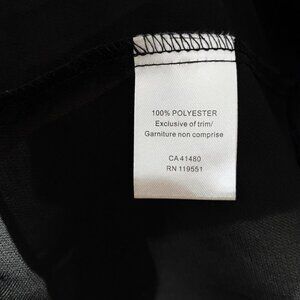 100% POLYESTER
Exclusive of trim/
Garniture non comprise
CA 41480
RN 119551